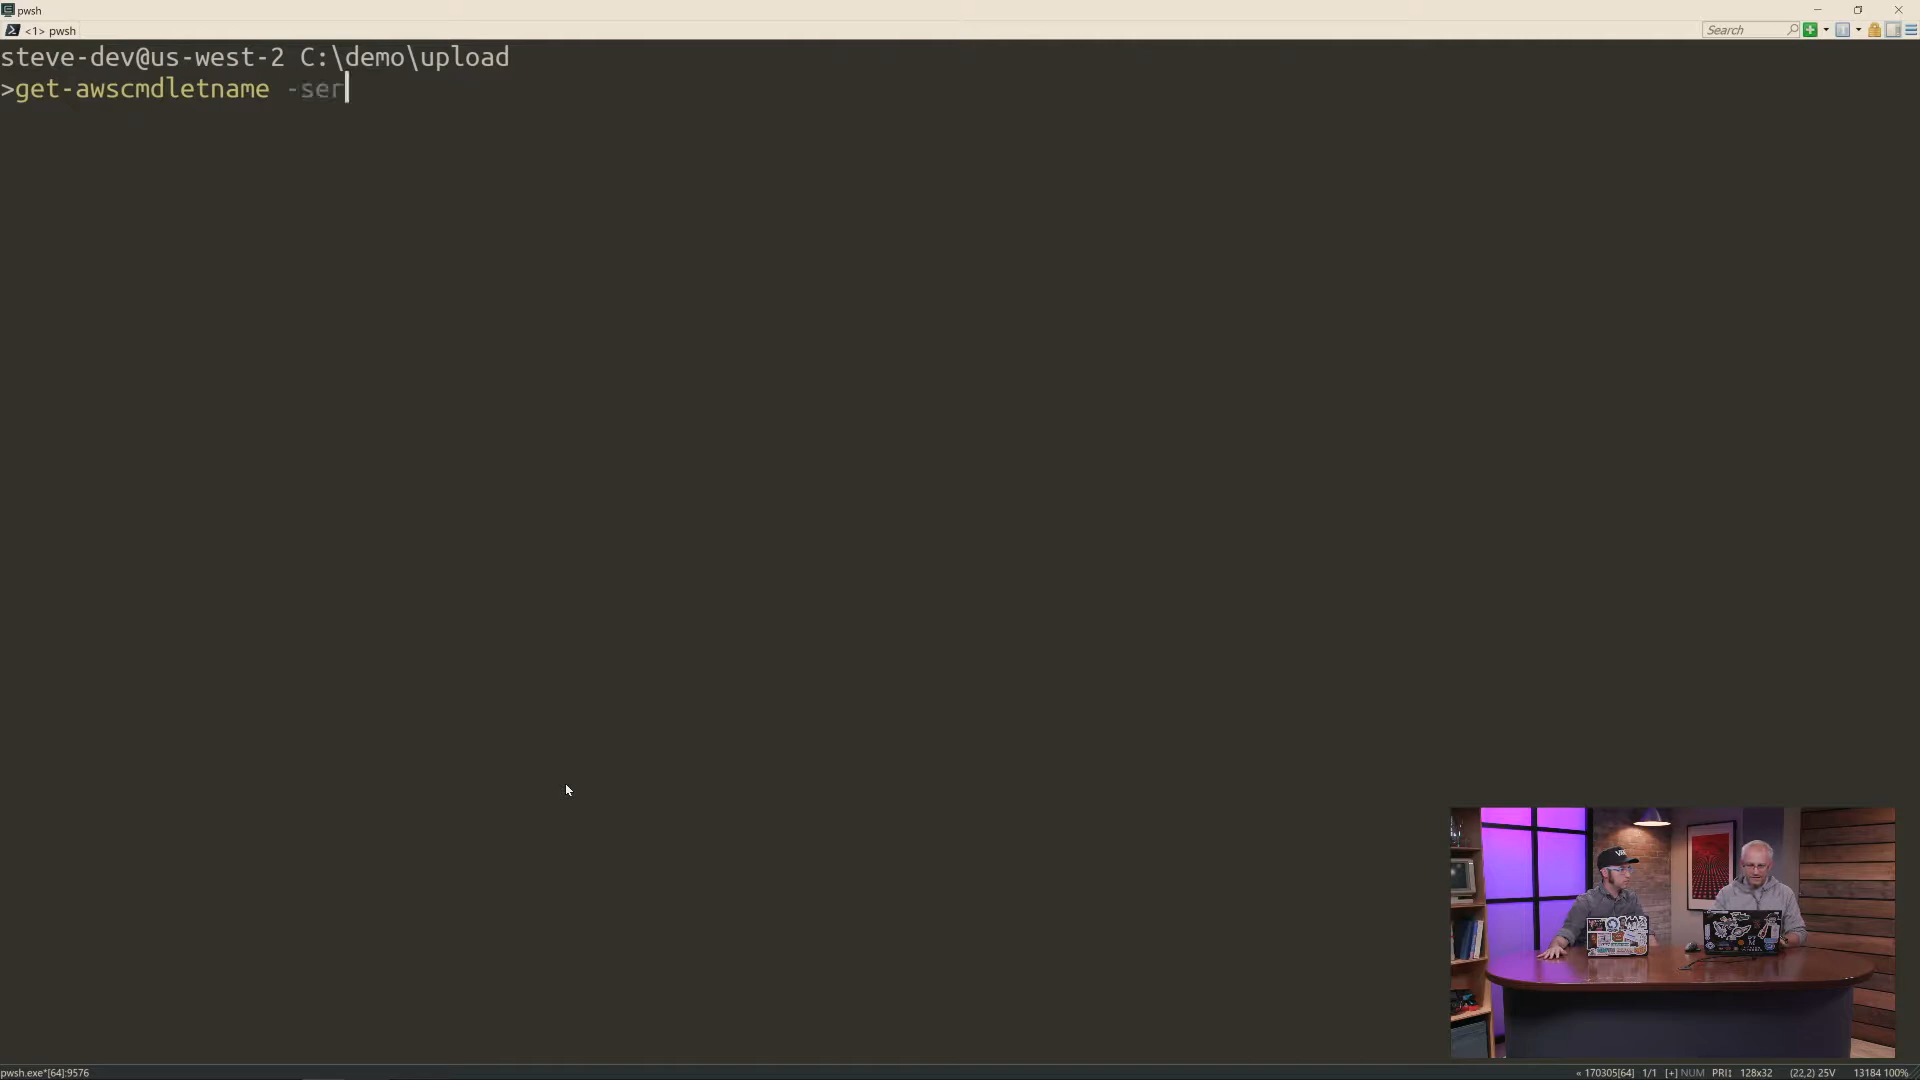 pwsh
<1> pwsh
Search
steve-dev@us-west-2 C:\demo\upload
>get-awscmdletname -ser
pwsh.exe*[64]:9576
« 170305[64] 1/1 [+] NUM PRI↕ 128x32 (22,2) 25V 13184 100%